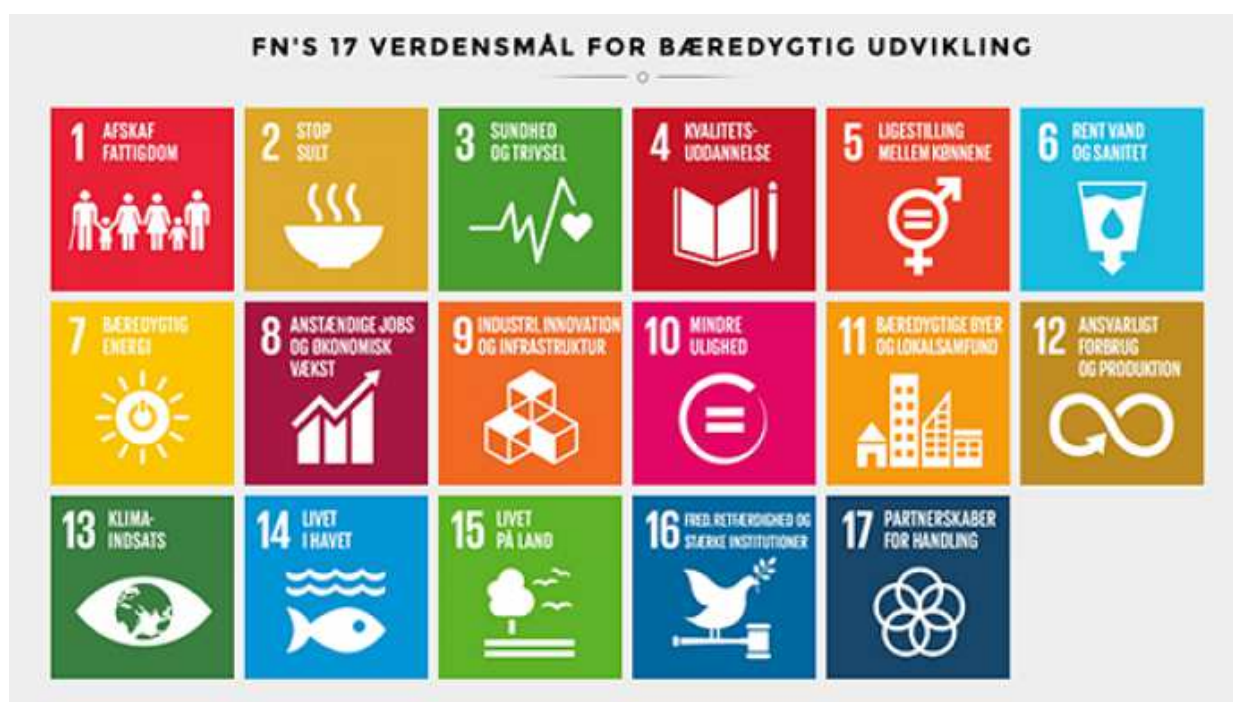 FN'S 17 VERDENSMÅL FOR BÆREDYGTIG UDVIKLING
1 AFSKAF
FATTIGDOM
2 STOP
SULT
3 SUNDHED
OG TRIVSEL
4 KVALITETS-
UDDANNELSE
5 LIGESTILLING
MELLEM KØNNENE
6 RENT VAND
OG SANITET
7 BÆREDYGTIG
ENERGI
8 ANSTÆNDIGE JOBS
OG ØKONOMISK
VÆKST
9 INDUSTRI, INNOVATION
OG INFRASTRUKTUR
10 MINDRE
ULIGHED
11 BÆREDYGTIGE BYER
OG LOKALSAMFUND
12 ANSVARLIGT
FORBRUG
OG PRODUKTION
13 KLIMA-
INDSATS
14 LIVET
I HAVET
15 LIVET
PÅ LAND
16 FRED, RETFÆRDIGHED OG
STÆRKE INSTITUTIONER
17 PARTNERSKABER
FOR HANDLING